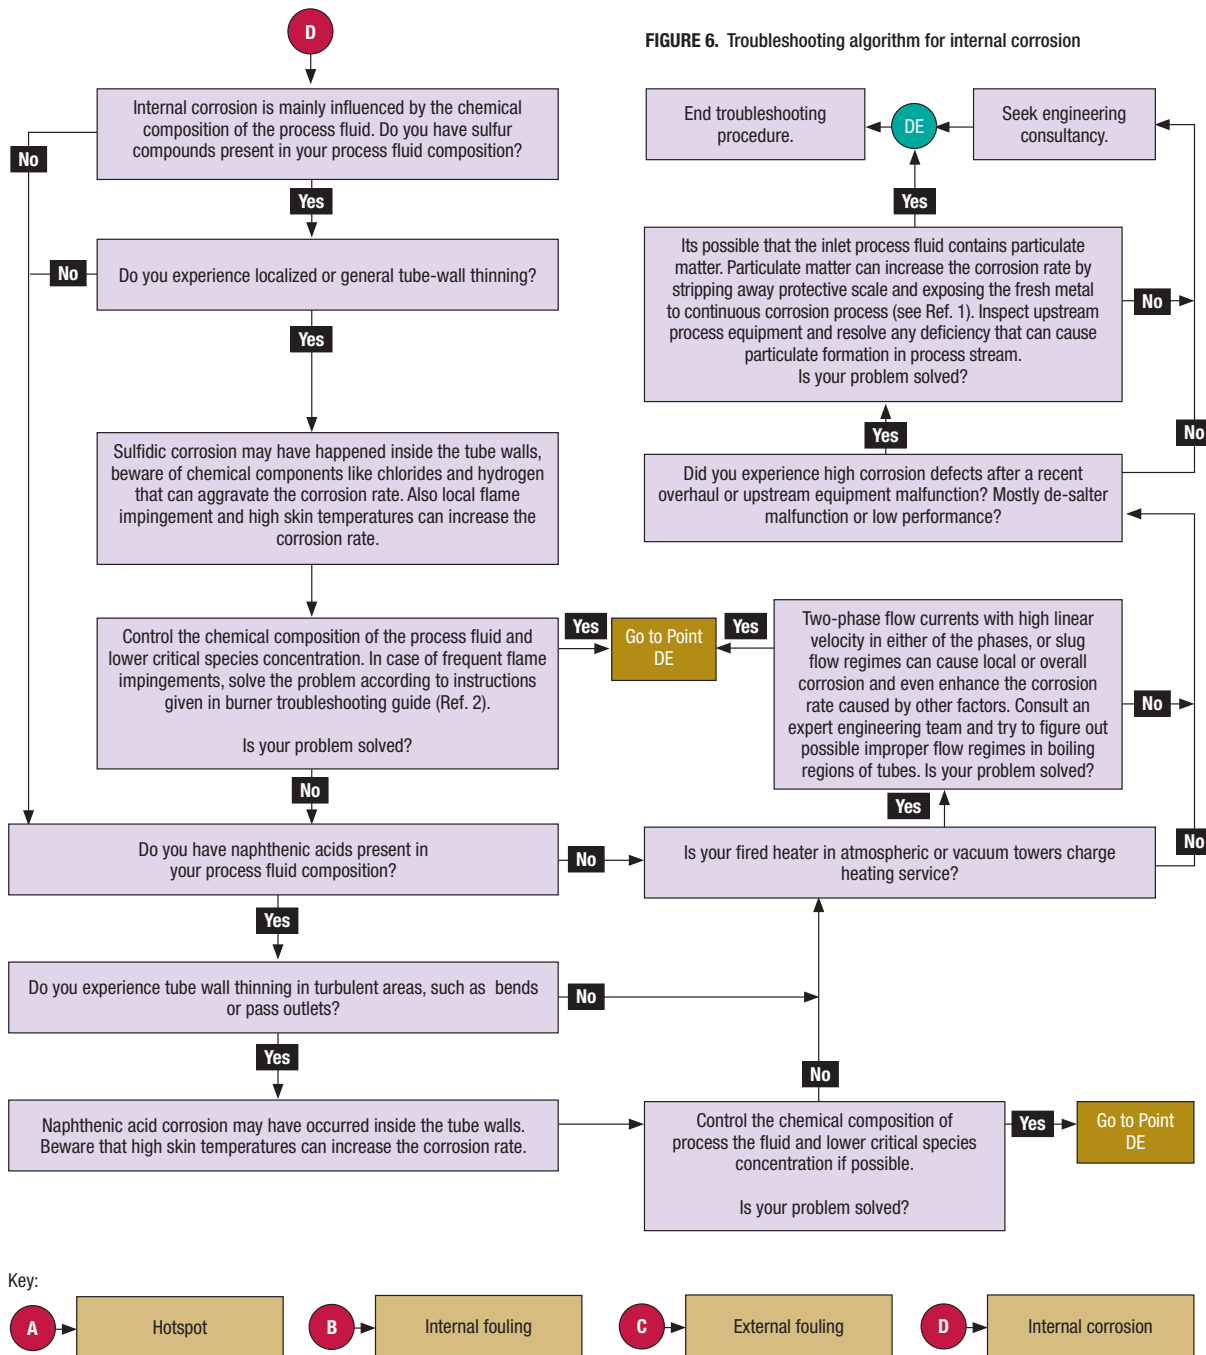 D
FIGURE 6. Troubleshooting algorithm for internal corrosion
Internal corrosion is mainly influenced by the chemical
composition of the process fluid. Do you have sulfur
compounds present in your process fluid composition?
No
Yes
Do you experience localized or general tube-wall thinning?
No
Yes
Sulfidic corrosion may have happened inside the tube walls,
beware of chemical components like chlorides and hydrogen
that can aggravate the corrosion rate. Also local flame
impingement and high skin temperatures can increase the
corrosion rate.
Control the chemical composition of the process fluid and
lower critical species concentration. In case of frequent flame
impingements, solve the problem according to instructions
given in burner troubleshooting guide (Ref. 2).
Is your problem solved?
Yes
Go to Point
DE
No
Do you have naphthenic acids present in
your process fluid composition?
No
Yes
Do you experience tube wall thinning in turbulent areas, such as bends
or pass outlets?
No
Yes
Naphthenic acid corrosion may have occurred inside the tube walls.
Beware that high skin temperatures can increase the corrosion rate.
End troubleshooting
procedure.
DE
Seek engineering
consultancy.
Yes
Its possible that the inlet process fluid contains particulate
matter. Particulate matter can increase the corrosion rate by
stripping away protective scale and exposing the fresh metal
to continuous corrosion process (see Ref. 1). Inspect upstream
process equipment and resolve any deficiency that can cause
particulate formation in process stream.
Is your problem solved?
No
Yes
No
Did you experience high corrosion defects after a recent
overhaul or upstream equipment malfunction? Mostly de-salter
malfunction or low performance?
Yes
Two-phase flow currents with high linear
velocity in either of the phases, or slug
flow regimes can cause local or overall
corrosion and even enhance the corrosion
rate caused by other factors. Consult an
expert engineering team and try to figure out
possible improper flow regimes in boiling
regions of tubes. Is your problem solved?
No
Yes
No
Is your fired heater in atmospheric or vacuum towers charge
heating service?
No
Control the chemical composition of
process the fluid and lower critical species
concentration if possible.
Is your problem solved?
Yes
Go to Point
DE
Key:
A
Hotspot
B
Internal fouling
C
External fouling
D
Internal corrosion